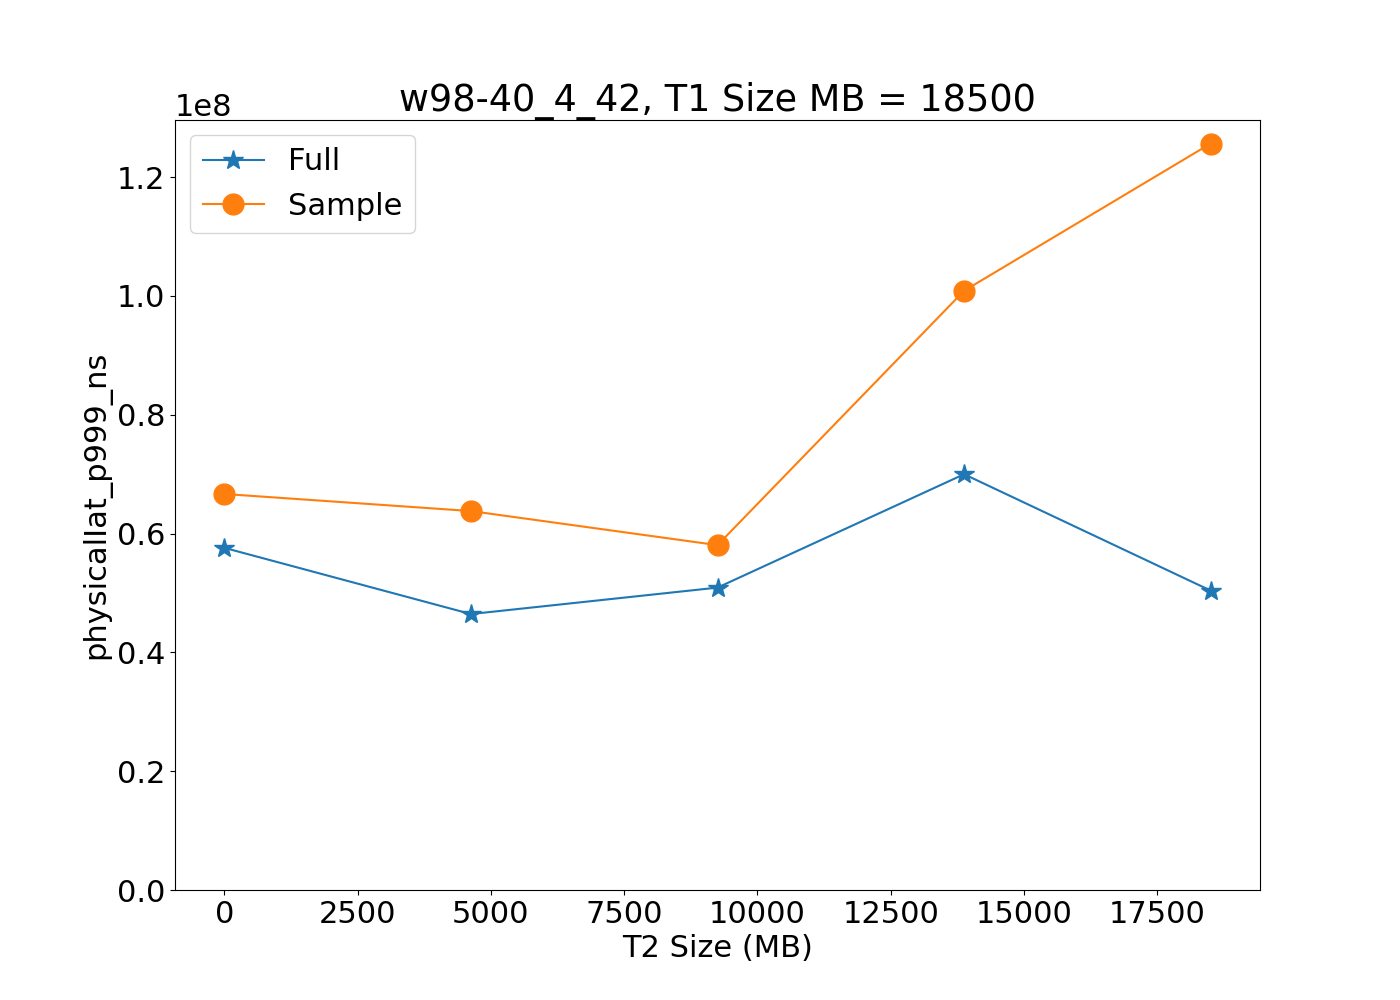 w98-40_4_42, T1 Size MB = 18500
1e8
Full
Sample
1.2
1.0
0.8
0.6
0.4
0.2
0.0
physicallat_p999_ns
0 2500 5000 7500 10000 12500 15000 17500
T2 Size (MB)